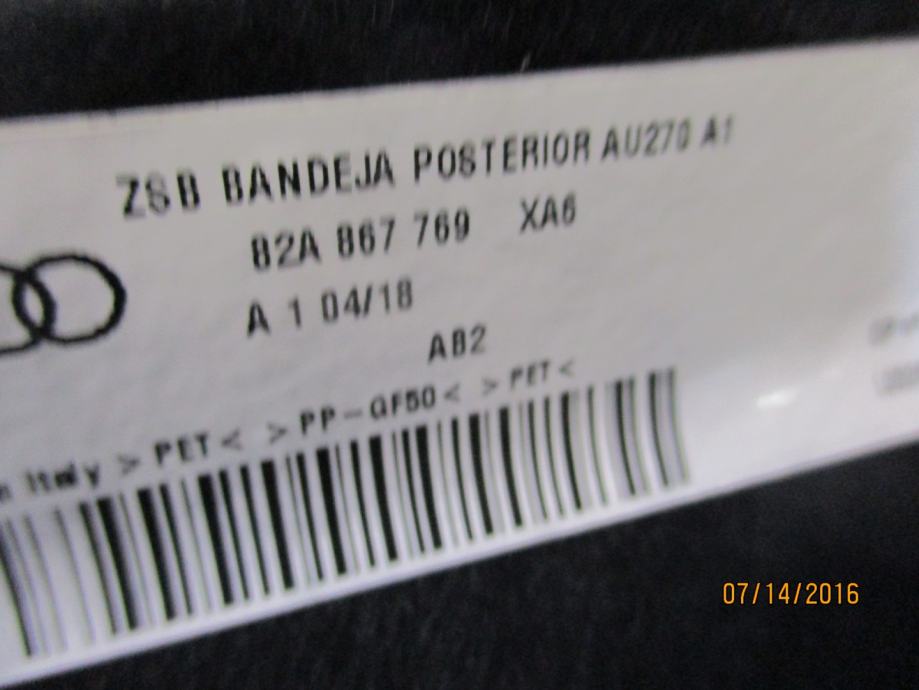 ZSB BANDEJA POSTERIOR AU270 A1
82A 867 769 XA6
A 1 04/18
AB2
Italy >PET< >PP-GF50< >PET<
07/14/2016